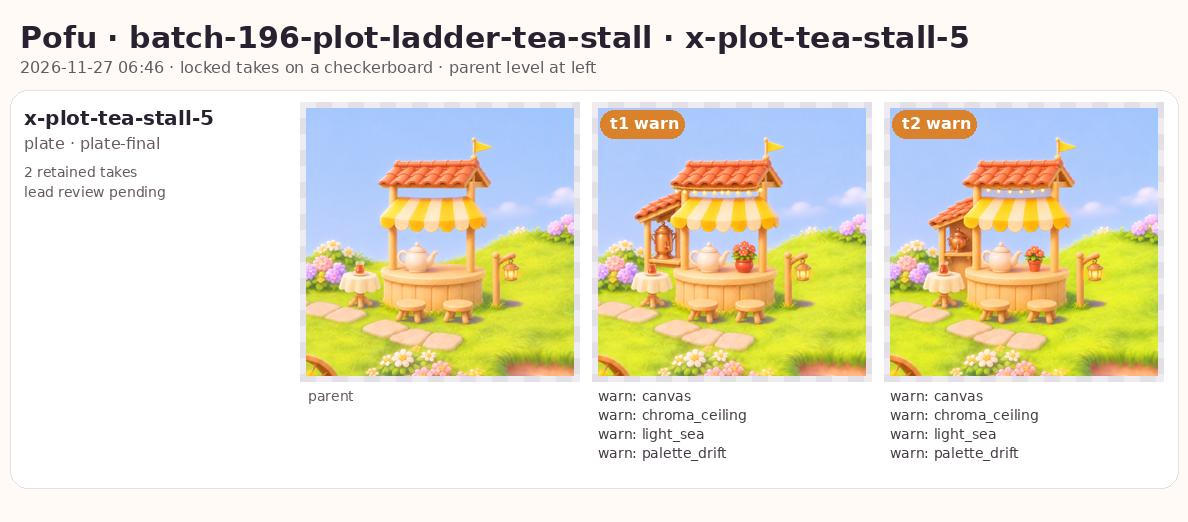 Pofu · batch-196-plot-ladder-tea-stall · x-plot-tea-stall-5
2026-11-27 06:46 · locked takes on a checkerboard · parent level at left
x-plot-tea-stall-5
plate · plate-final
2 retained takes
lead review pending
parent
t1 warn
warn: canvas
warn: chroma_ceiling
warn: light_sea
warn: palette_drift
t2 warn
warn: canvas
warn: chroma_ceiling
warn: light_sea
warn: palette_drift